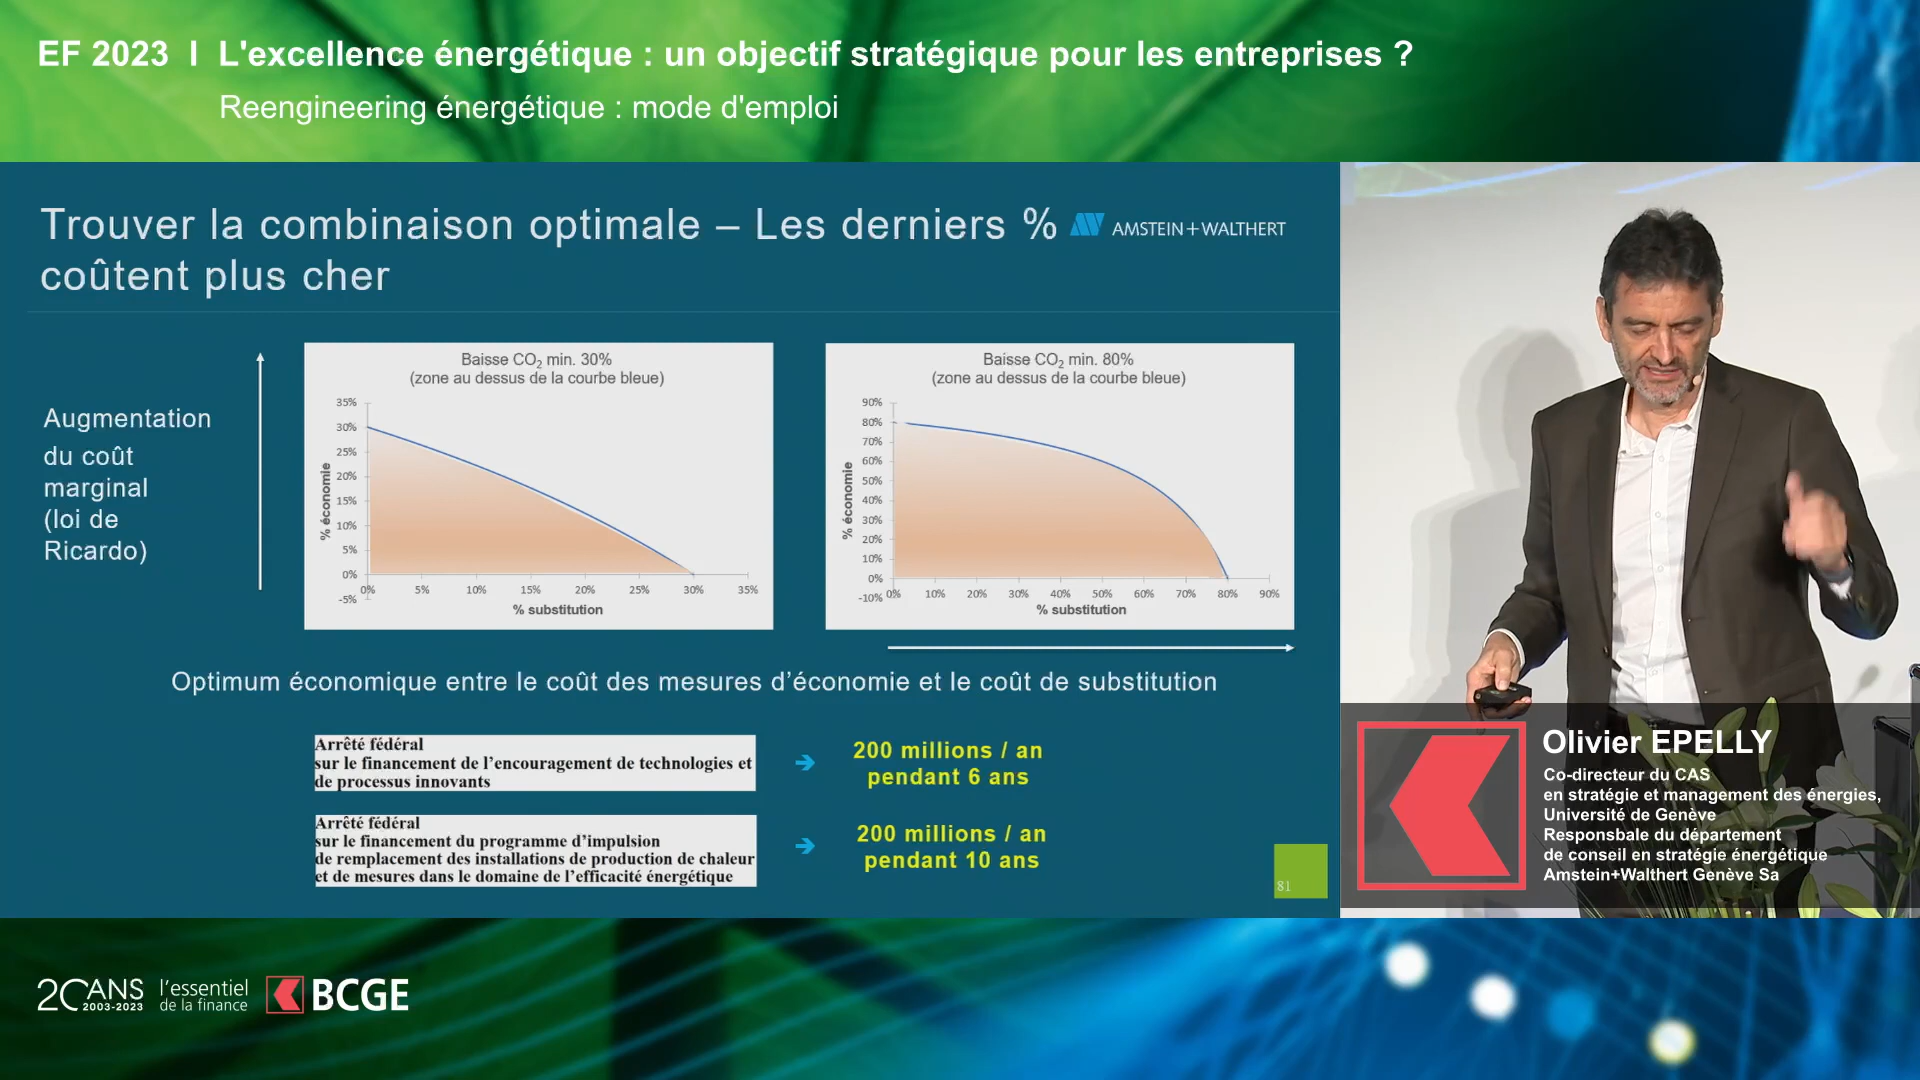 EF 2023 I L'excellence énergétique : un objectif stratégique pour les entreprises ?
Reengineering énergétique : mode d'emploi
Trouver la combinaison optimale – Les derniers %
coûtent plus cher
AMSTEIN+WALTHERT
Augmentation
du coût
marginal
(loi de
Ricardo)
Baisse CO2 min. 30%
(zone au dessus de la courbe bleue)
% économie
35%
30%
25%
20%
15%
10%
5%
0%
-5%
0% 5% 10% 15% 20% 25% 30% 35%
% substitution
Baisse CO2 min. 80%
(zone au dessus de la courbe bleue)
% économie
90%
80%
70%
60%
50%
40%
30%
20%
10%
0%
-10%
0% 10% 20% 30% 40% 50% 60% 70% 80% 90%
% substitution
Optimum économique entre le coût des mesures d’économie et le coût de substitution
Arrêté fédéral
sur le financement de l’encouragement de technologies et
de processus innovants
200 millions / an
pendant 6 ans
Arrêté fédéral
sur le financement du programme d’impulsion
de remplacement des installations de production de chaleur
et de mesures dans le domaine de l’efficacité énergétique
200 millions / an
pendant 10 ans
81
Olivier EPELLY
Co-directeur du CAS
en stratégie et management des énergies,
Université de Genève
Responsbale du département
de conseil en stratégie énergétique
Amstein+Walthert Genève Sa
20 ANS
2003-2023
l'essentiel
de la finance
BCGE